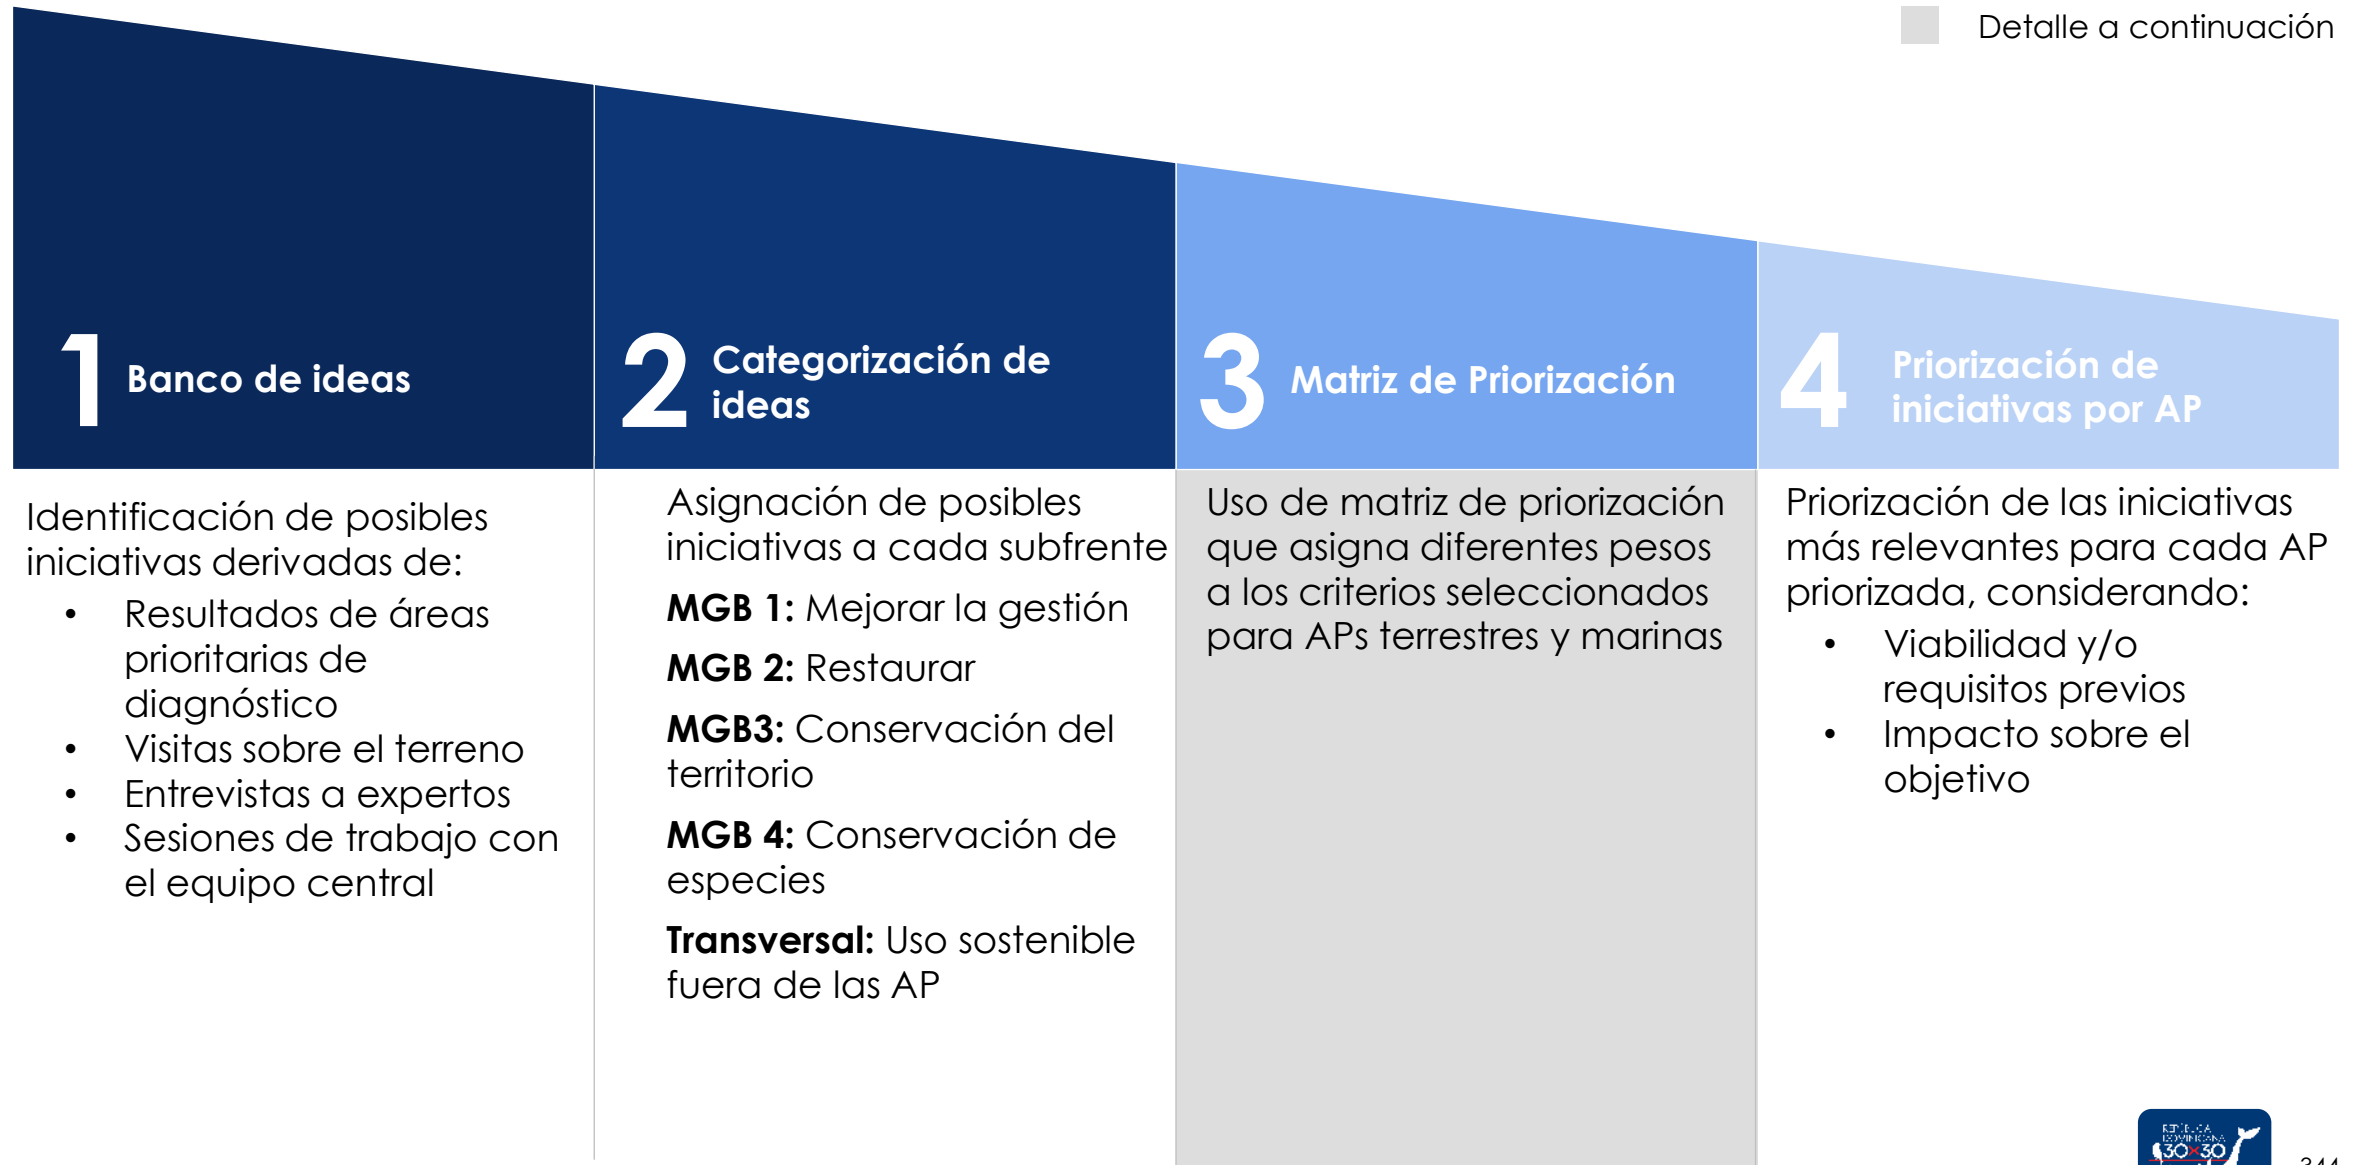 Detalle a continuación
1
Banco de ideas
2
Categorización de
ideas
3
Matriz de Priorización
4
Priorización de
iniciativas por AP
Identificación de posibles
iniciativas derivadas de:
• Resultados de áreas
prioritarias de
diagnóstico
• Visitas sobre el terreno
• Entrevistas a expertos
• Sesiones de trabajo con
el equipo central
Asignación de posibles
iniciativas a cada subfrente
MGB 1: Mejorar la gestión
MGB 2: Restaurar
MGB3: Conservación del
territorio
MGB 4: Conservación de
especies
Transversal: Uso sostenible
fuera de las AP
Uso de matriz de priorización
que asigna diferentes pesos
a los criterios seleccionados
para APs terrestres y marinas
Priorización de las iniciativas
más relevantes para cada AP
priorizada, considerando:
• Viabilidad y/o
requisitos previos
• Impacto sobre el
objetivo
REPÚBLICA
DOMINICANA
30×30
344